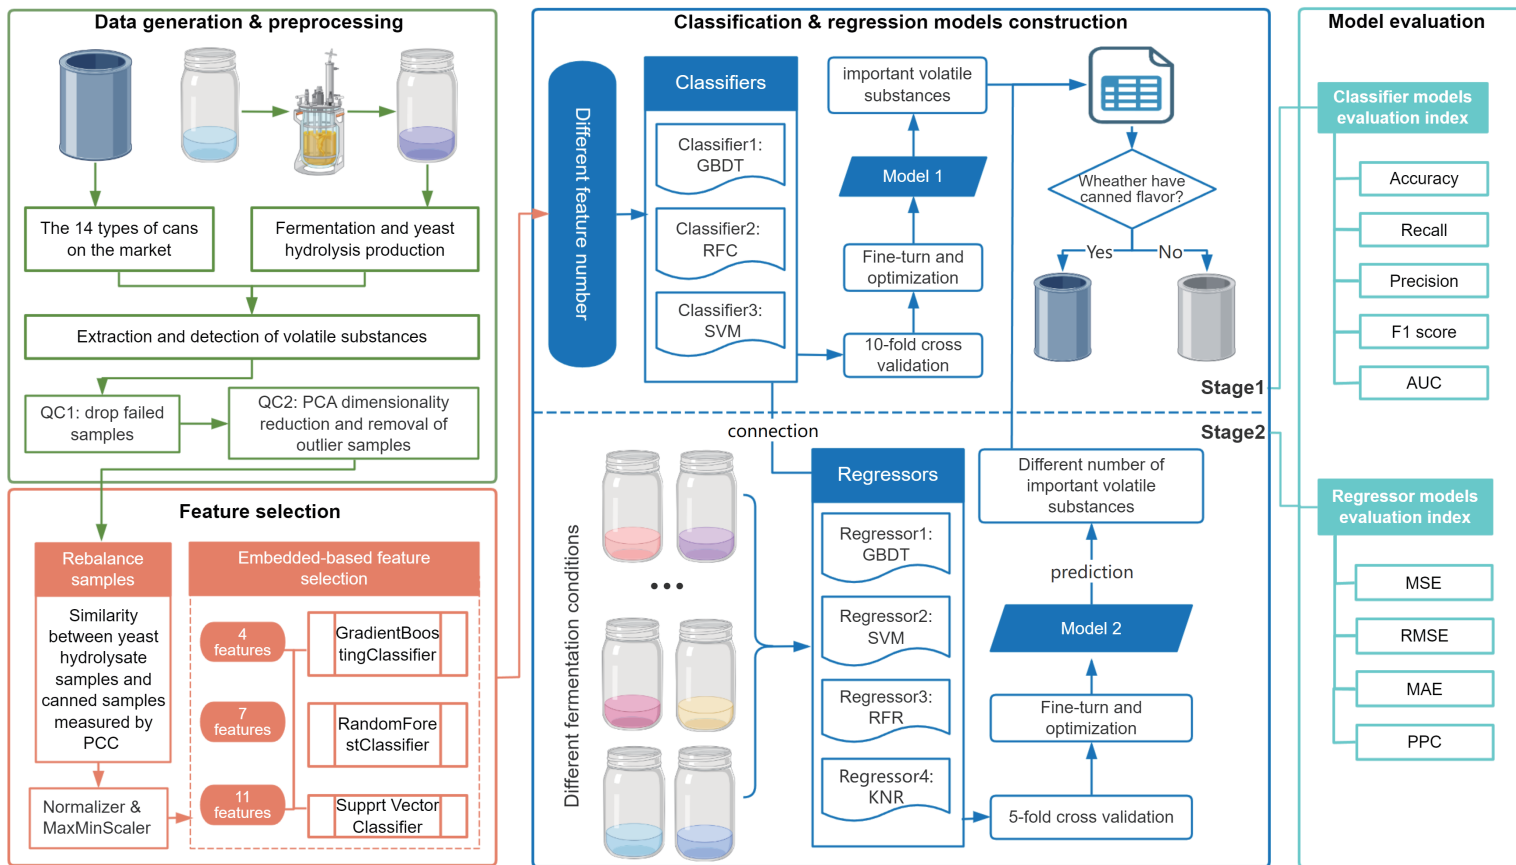 Data generation & preprocessing
The 14 types of cans
on the market
Fermentation and yeast
hydrolysis production
Extraction and detection of volatile substances
QC1: drop failed
samples
QC2: PCA dimensionality
reduction and removal of
outlier samples
Feature selection
Rebalance
samples
Similarity
between yeast
hydrolysate
samples and
canned samples
measured by
PCC
Normalizer &
MaxMinScaler
Embedded-based feature
selection
4
features
7
features
11
features
GradientBoos
tingClassifier
RandomFore
stClassifier
Supprt Vector
Classifier
Classification & regression models construction
Different feature number
Classifiers
Classifier1:
GBDT
Classifier2:
RFC
Classifier3:
SVM
important volatile
substances
Model 1
Fine-turn and
optimization
10-fold cross
validation
Wheather have
canned flavor?
Yes
No
Stage1
Stage2
connection
Different fermentation conditions
Regressors
Regressor1:
GBDT
Regressor2:
SVM
Regressor3:
RFR
Regressor4:
KNR
Different number of
important volatile
substances
prediction
Model 2
Fine-turn and
optimization
5-fold cross validation
Model evaluation
Classifier models
evaluation index
Accuracy
Recall
Precision
F1 score
AUC
Regressor models
evaluation index
MSE
RMSE
MAE
PPC